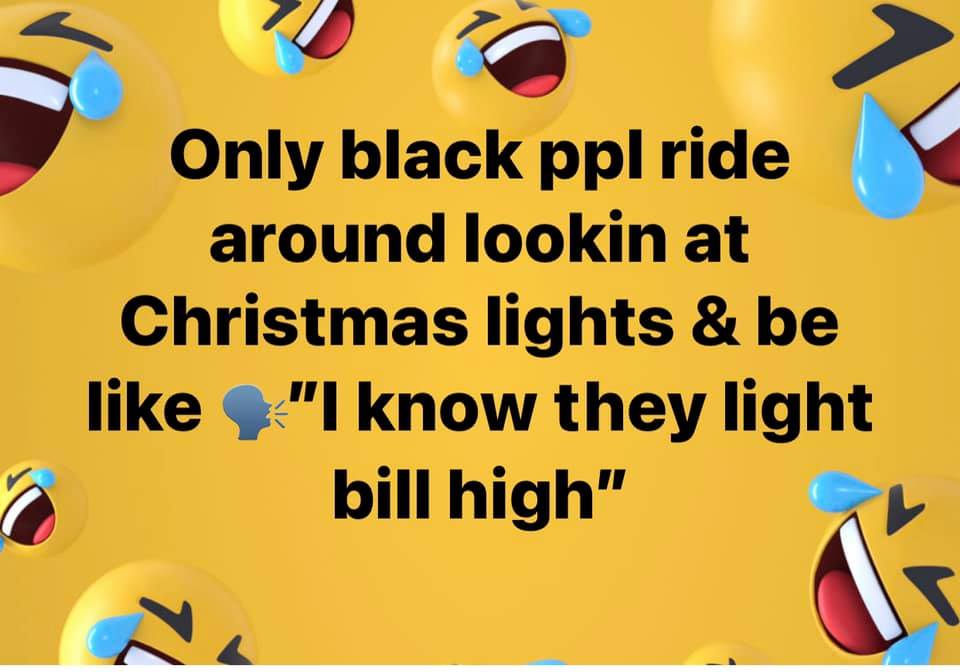 Only black ppl ride
around lookin at
Christmas lights & be
like 🗣️"I know they light
bill high"